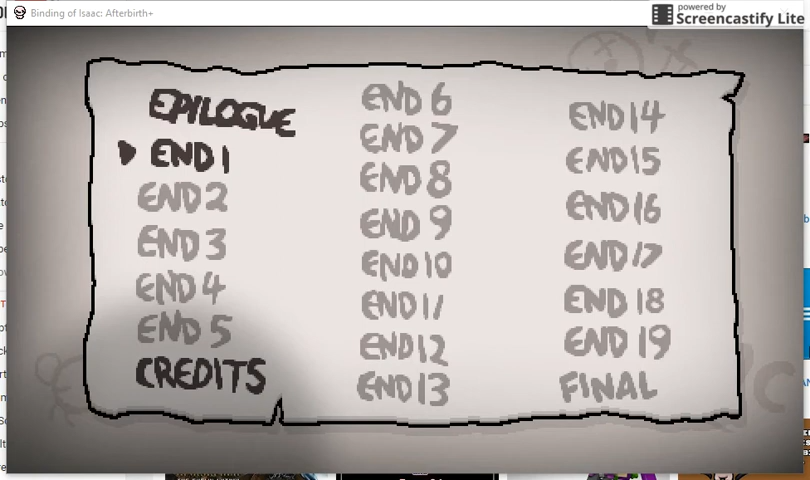 Binding of Isaac: Afterbirth+
powered by
Screencastify Lite
EPILOGUE
END 1
END 2
END 3
END 4
END 5
CREDITS
END 6
END 7
END 8
END 9
END 10
END 11
END 12
END 13
END 14
END 15
END 16
END 17
END 18
END 19
FINAL